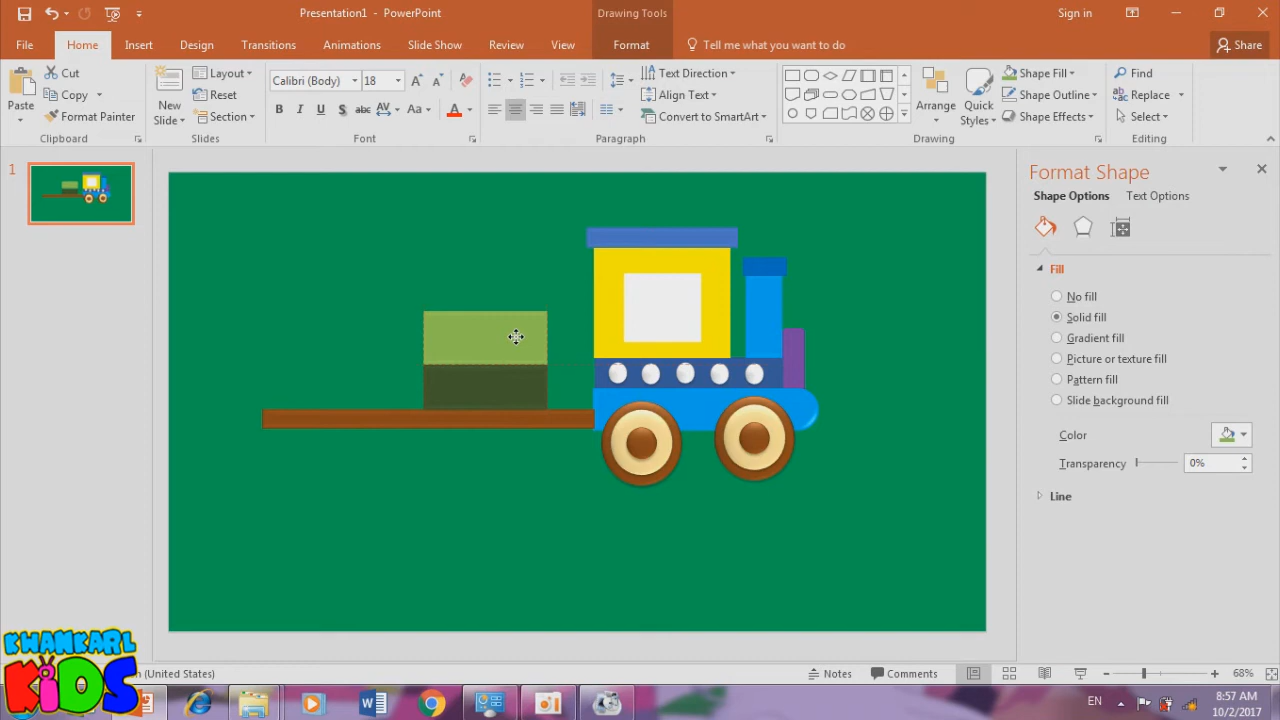 Presentation1 - PowerPoint
Drawing Tools
Sign in
File
Home
Insert
Design
Transitions
Animations
Slide Show
Review
View
Format
Tell me what you want to do
Share
Paste
Cut
Copy
Format Painter
Clipboard
New
Slide
Layout
Reset
Section
Slides
Calibri (Body)
18
B I U S abc AV Aa A
Font
Text Direction
Align Text
Convert to SmartArt
Paragraph
Arrange
Quick
Styles
Shape Fill
Shape Outline
Shape Effects
Drawing
Find
Replace
Select
Editing
1
Format Shape
Shape Options
Text Options
Fill
No fill
Solid fill
Gradient fill
Picture or texture fill
Pattern fill
Slide background fill
Color
Transparency
0%
Line
KWANKARL
KiDS
(United States)
Notes
Comments
68%
EN
8:57 AM
10/2/2017